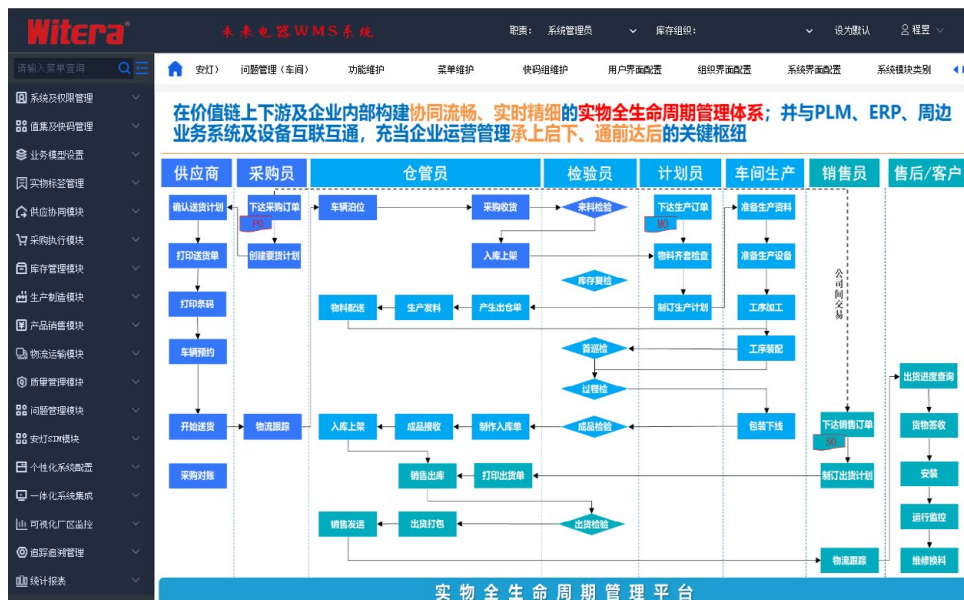 Witera
未来电器WMS系统
职责： 系统管理员 库存组织： 设为默认 程昱
请输入菜单查询
安灯） 问题管理（车间） 功能维护 菜单维护 快码组维护 用户界面配置 组织界面配置 系统界面配置 系统模块类别
系统及权限管理
值集及快码管理
业务模型设置
实物标签管理
供应协同模块
采购执行模块
库存管理模块
生产制造模块
产品销售模块
物流运输模块
质量管理模块
问题管理模块
安灯SIM模块
个性化系统配置
一体化系统集成
可视化厂区监控
追踪追溯管理
统计报表
在价值链上下游及企业内部构建协同流畅、实时精细的实物全生命周期管理体系；并与PLM、ERP、周边
业务系统及设备互联互通，充当企业运营管理承上启下、通前达后的关键枢纽
供应商 采购员 仓管员 检验员 计划员 车间生产 销售员 售后/客户
确认送货计划 下达采购订单 车辆泊位 采购收货 来料检验 下达生产订单 准备生产资料
PO MO
打印送货单 创建要货计划 入库上架 物料齐套检查 准备生产设备
库存复检
公司间交易
打印条码 物料配送 生产发料 产生出仓单 制订生产计划 工序加工
车辆预约 首巡检 工序装配
过程检 出货进度查询
开始送货 物流跟踪 入库上架 成品接收 制作入库单 成品检验 包装下线 下达销售订单 货物签收
SO
采购对账 销售出库 打印出货单 制订出货计划 安装
销售发运 出货打包 出货检验 运行监控
物流跟踪 维修换料
实物全生命周期管理平台